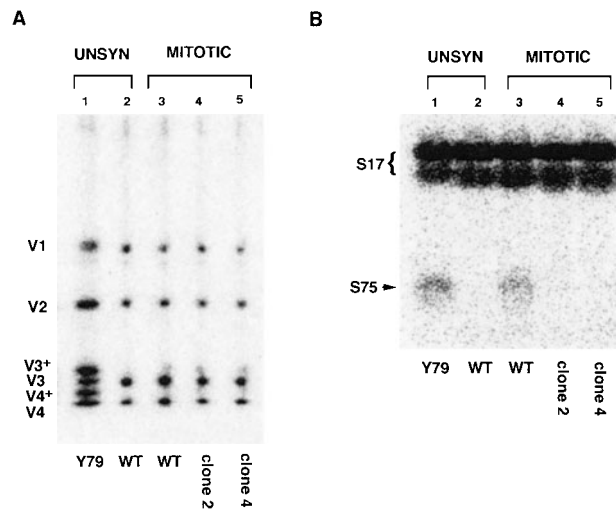 A
UNSYN MITOTIC
1 2 3 4 5
V1
V2
V3+
V3
V4+
V4
Y79 WT WT clone 2 clone 4
B
UNSYN MITOTIC
1 2 3 4 5
S17 {
S75
Y79 WT WT clone 2 clone 4